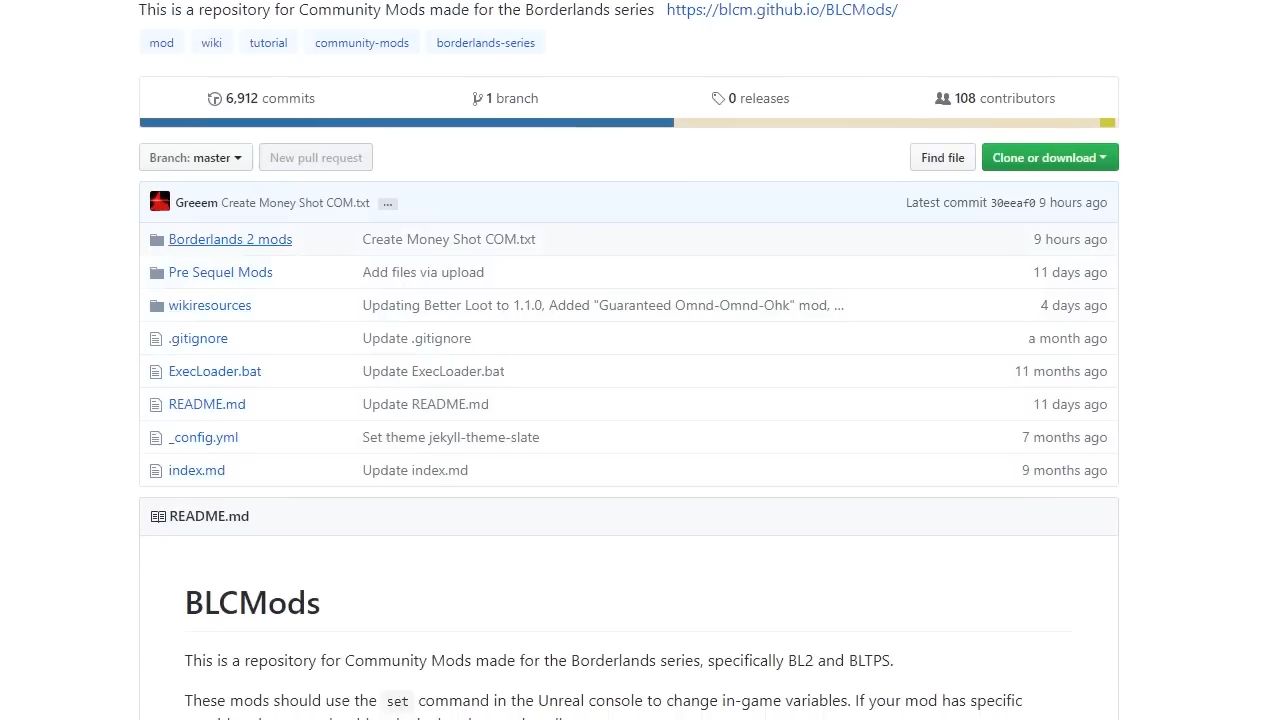 This is a repository for Community Mods made for the Borderlands series https://blcm.github.io/BLCMods/
mod wiki tutorial community-mods borderlands-series
6,912 commits 1 branch 0 releases 108 contributors
Branch: master New pull request Find file Clone or download
Greeem Create Money Shot COM.txt ... Latest commit 30eeaf0 9 hours ago
Borderlands 2 mods Create Money Shot COM.txt 9 hours ago
Pre Sequel Mods Add files via upload 11 days ago
wikiresources Updating Better Loot to 1.1.0, Added "Guaranteed Omnd-Omnd-Ohk" mod, ... 4 days ago
.gitignore Update .gitignore a month ago
ExecLoader.bat Update ExecLoader.bat 11 months ago
README.md Update README.md 11 days ago
_config.yml Set theme jekyll-theme-slate 7 months ago
index.md Update index.md 9 months ago
README.md
BLCMods
This is a repository for Community Mods made for the Borderlands series, specifically BL2 and BLTPS.
These mods should use the set command in the Unreal console to change in-game variables. If your mod has specific